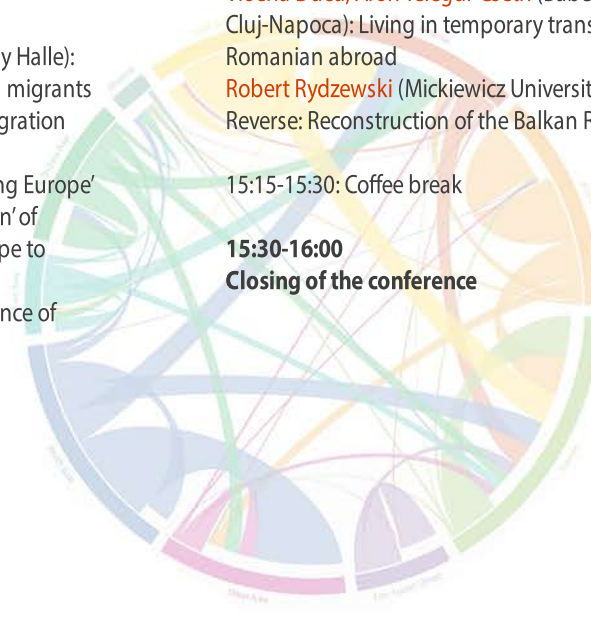 y Halle):
migrants
gration
ng Europe’
n’ of
pe to
nce of
Cluj-Napoca): Living in temporary trans
Romanian abroad
Robert Rydzewski (Mickiewicz Universit
Reverse: Reconstruction of the Balkan R
15:15-15:30: Coffee break
15:30-16:00
Closing of the conference